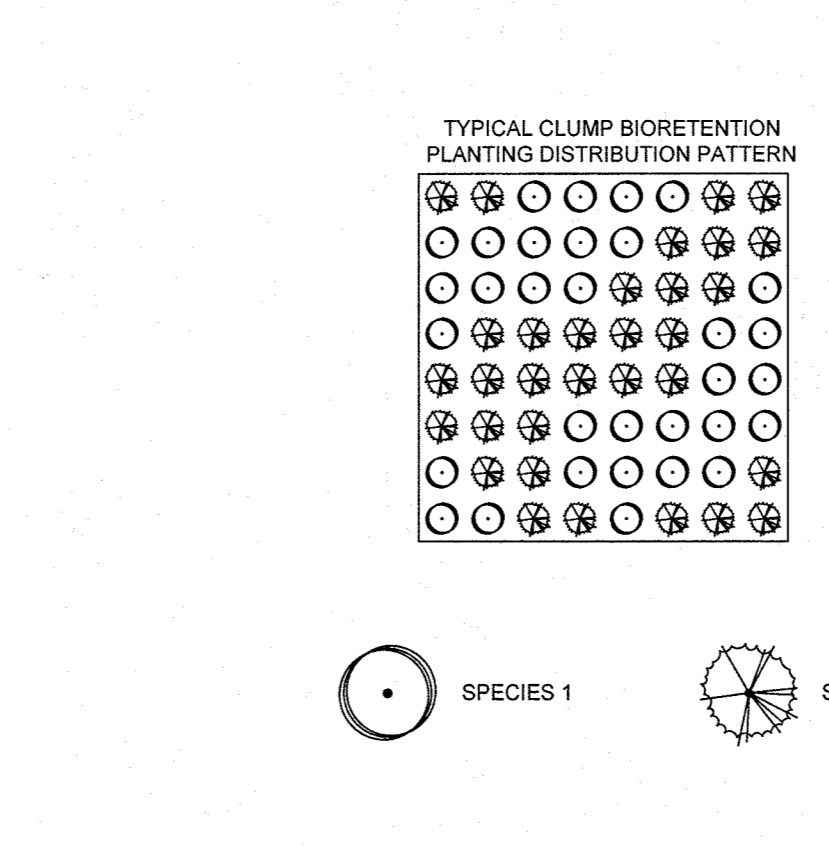 TYPICAL CLUMP BIORETENTION
PLANTING DISTRIBUTION PATTERN
SPECIES 1